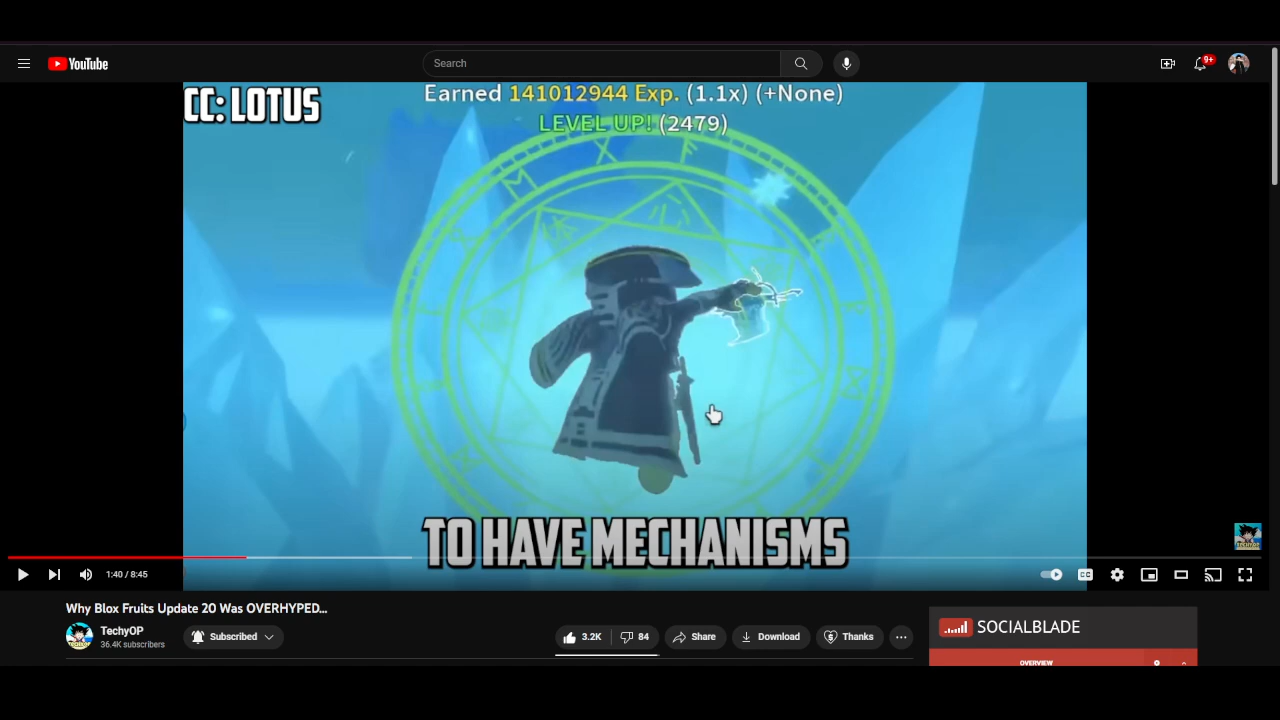 YouTube
Search
9+
CC: LOTUS
Earned 141012944 Exp. (1.1x) (+None)
LEVEL UP! (2479)
TO HAVE MECHANISMS
1:40 / 8:45
CC
Why Blox Fruits Update 20 Was OVERHYPED...
TechyOP
36.4K subscribers
Subscribed
3.2K
84
Share
Download
Thanks
SOCIALBLADE
OVERVIEW